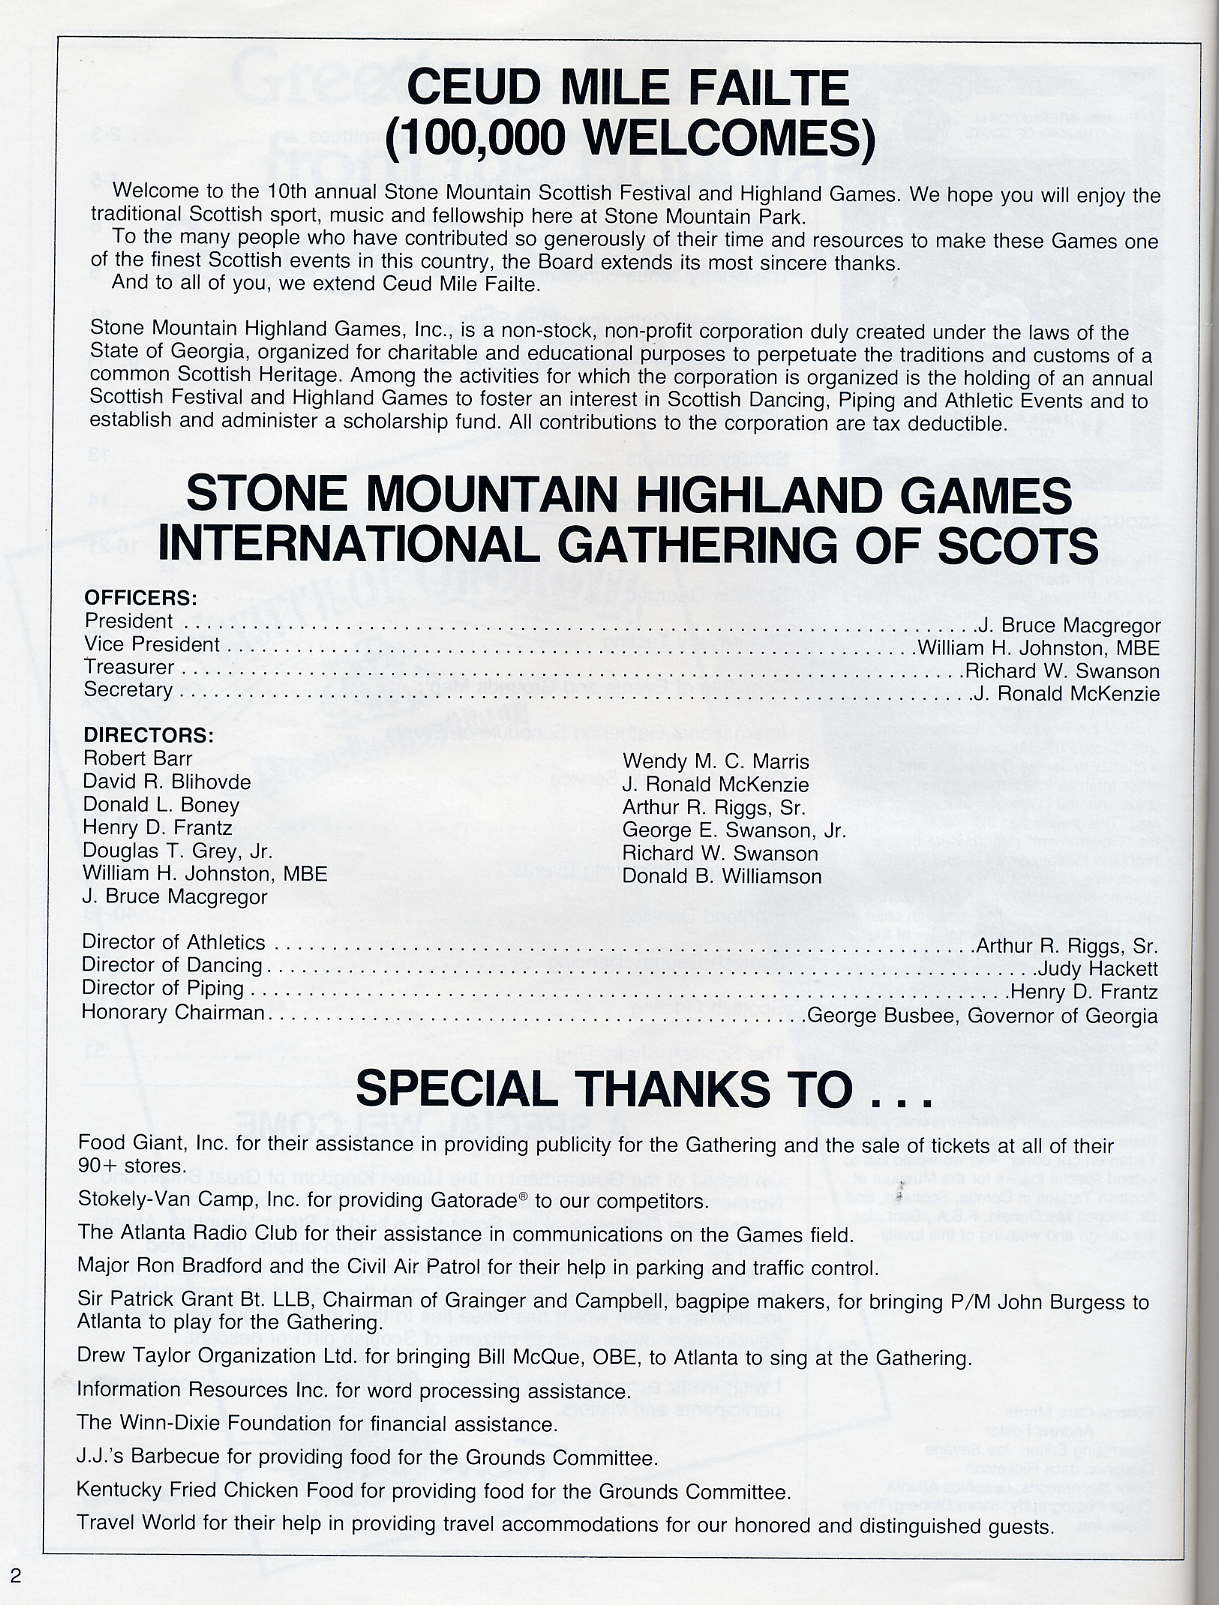 CEUD MILE FAILTE
(100,000 WELCOMES)
Welcome to the 10th annual Stone Mountain Scottish Festival and Highland Games. We hope you will enjoy the
traditional Scottish sport, music and fellowship here at Stone Mountain Park.
To the many people who have contributed so generously of their time and resources to make these Games one
of the finest Scottish events in this country, the Board extends its most sincere thanks.
And to all of you, we extend Ceud Mile Failte.
Stone Mountain Highland Games, Inc., is a non-stock, non-profit corporation duly created under the laws of the
State of Georgia, organized for charitable and educational purposes to perpetuate the traditions and customs of a
common Scottish Heritage. Among the activities for which the corporation is organized is the holding of an annual
Scottish Festival and Highland Games to foster an interest in Scottish Dancing, Piping and Athletic Events and to
establish and administer a scholarship fund. All contributions to the corporation are tax deductible.
STONE MOUNTAIN HIGHLAND GAMES
INTERNATIONAL GATHERING OF SCOTS
OFFICERS:
President . . . . . . . . . . J. Bruce Macgregor
Vice President . . . . . . . . . . William H. Johnston, MBE
Treasurer . . . . . . . . . . Richard W. Swanson
Secretary . . . . . . . . . . J. Ronald McKenzie
DIRECTORS:
Robert Barr
David R. Blihovde
Donald L. Boney
Henry D. Frantz
Douglas T. Grey, Jr.
William H. Johnston, MBE
J. Bruce Macgregor
Wendy M. C. Marris
J. Ronald McKenzie
Arthur R. Riggs, Sr.
George E. Swanson, Jr.
Richard W. Swanson
Donald B. Williamson
Director of Athletics . . . . . . . . . . Arthur R. Riggs, Sr.
Director of Dancing . . . . . . . . . . Judy Hackett
Director of Piping . . . . . . . . . . Henry D. Frantz
Honorary Chairman . . . . . . . . . . George Busbee, Governor of Georgia
SPECIAL THANKS TO . . .
Food Giant, Inc. for their assistance in providing publicity for the Gathering and the sale of tickets at all of their
90+ stores.
Stokely-Van Camp, Inc. for providing Gatorade® to our competitors.
The Atlanta Radio Club for their assistance in communications on the Games field.
Major Ron Bradford and the Civil Air Patrol for their help in parking and traffic control.
Sir Patrick Grant Bt. LLB, Chairman of Grainger and Campbell, bagpipe makers, for bringing P/M John Burgess to
Atlanta to play for the Gathering.
Drew Taylor Organization Ltd. for bringing Bill McQue, OBE, to Atlanta to sing at the Gathering.
Information Resources Inc. for word processing assistance.
The Winn-Dixie Foundation for financial assistance.
J.J.'s Barbecue for providing food for the Grounds Committee.
Kentucky Fried Chicken Food for providing food for the Grounds Committee.
Travel World for their help in providing travel accommodations for our honored and distinguished guests.
2